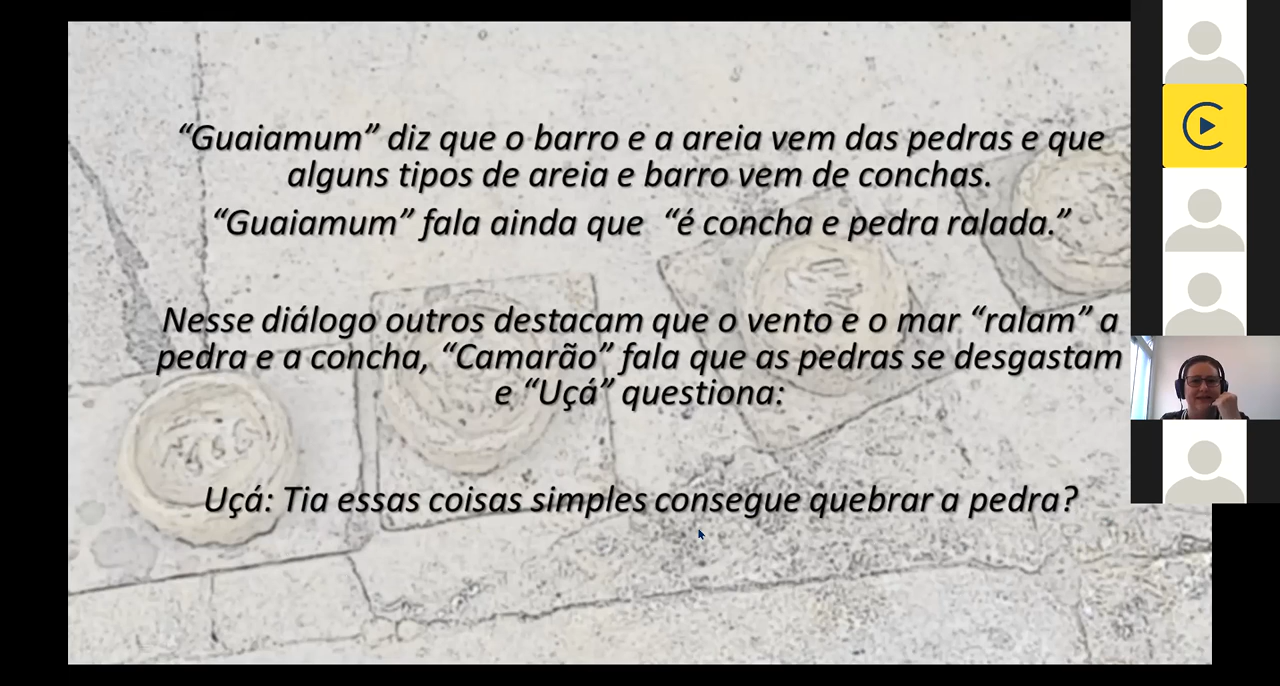 “Guaiamum” diz que o barro e a areia vem das pedras e que
alguns tipos de areia e barro vem de conchas.
“Guaiamum” fala ainda que “é concha e pedra ralada.”
Nesse diálogo outros destacam que o vento e o mar “ralam” a
pedra e a concha, “Camarão” fala que as pedras se desgastam
e “Uçá” questiona:
Uçá: Tia essas coisas simples consegue quebrar a pedra?